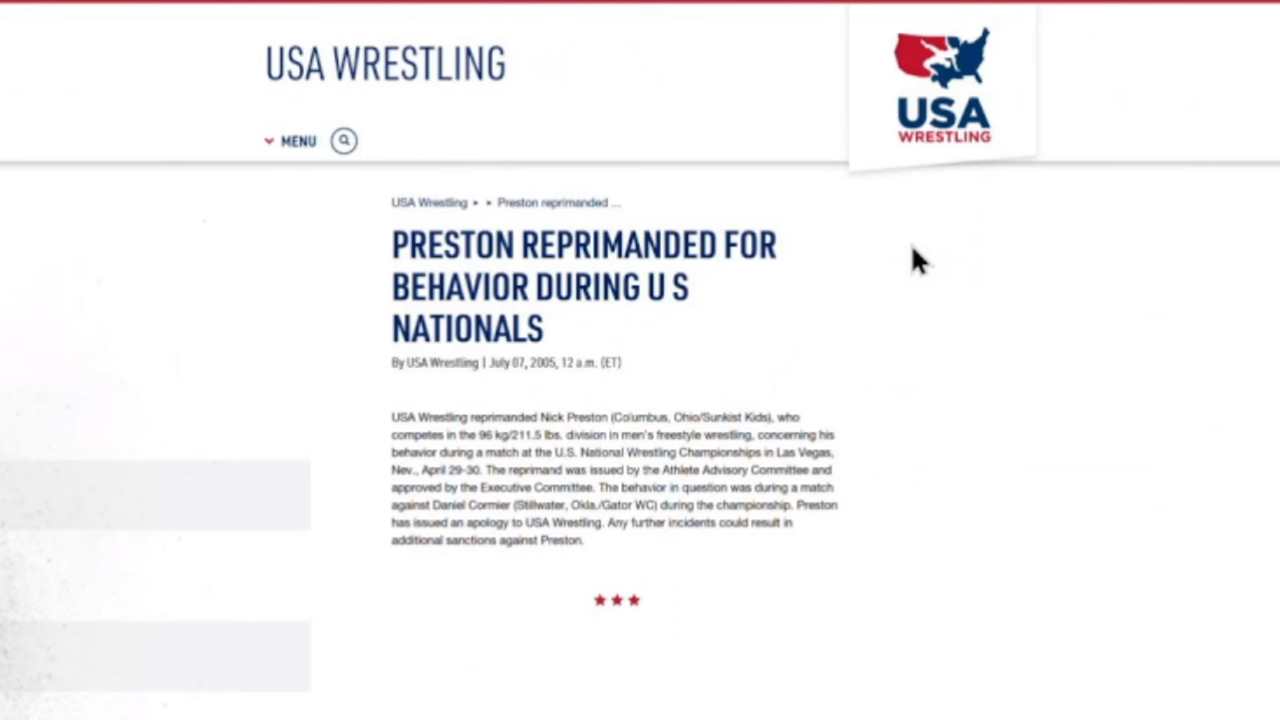 USA WRESTLING
USA
WRESTLING
MENU
USA Wrestling ▸ ▸ Preston reprimanded ...
PRESTON REPRIMANDED FOR
BEHAVIOR DURING U S
NATIONALS
By USA Wrestling | July 07, 2005, 12 a.m. (ET)
USA Wrestling reprimanded Nick Preston (Columbus, Ohio/Sunkist Kids), who
competes in the 96 kg/211.5 lbs. division in men's freestyle wrestling, concerning his
behavior during a match at the U.S. National Wrestling Championships in Las Vegas,
Nev., April 29-30. The reprimand was issued by the Athlete Advisory Committee and
approved by the Executive Committee. The behavior in question was during a match
against Daniel Cormier (Stillwater, Okla./Gator WC) during the championship. Preston
has issued an apology to USA Wrestling. Any further incidents could result in
additional sanctions against Preston.